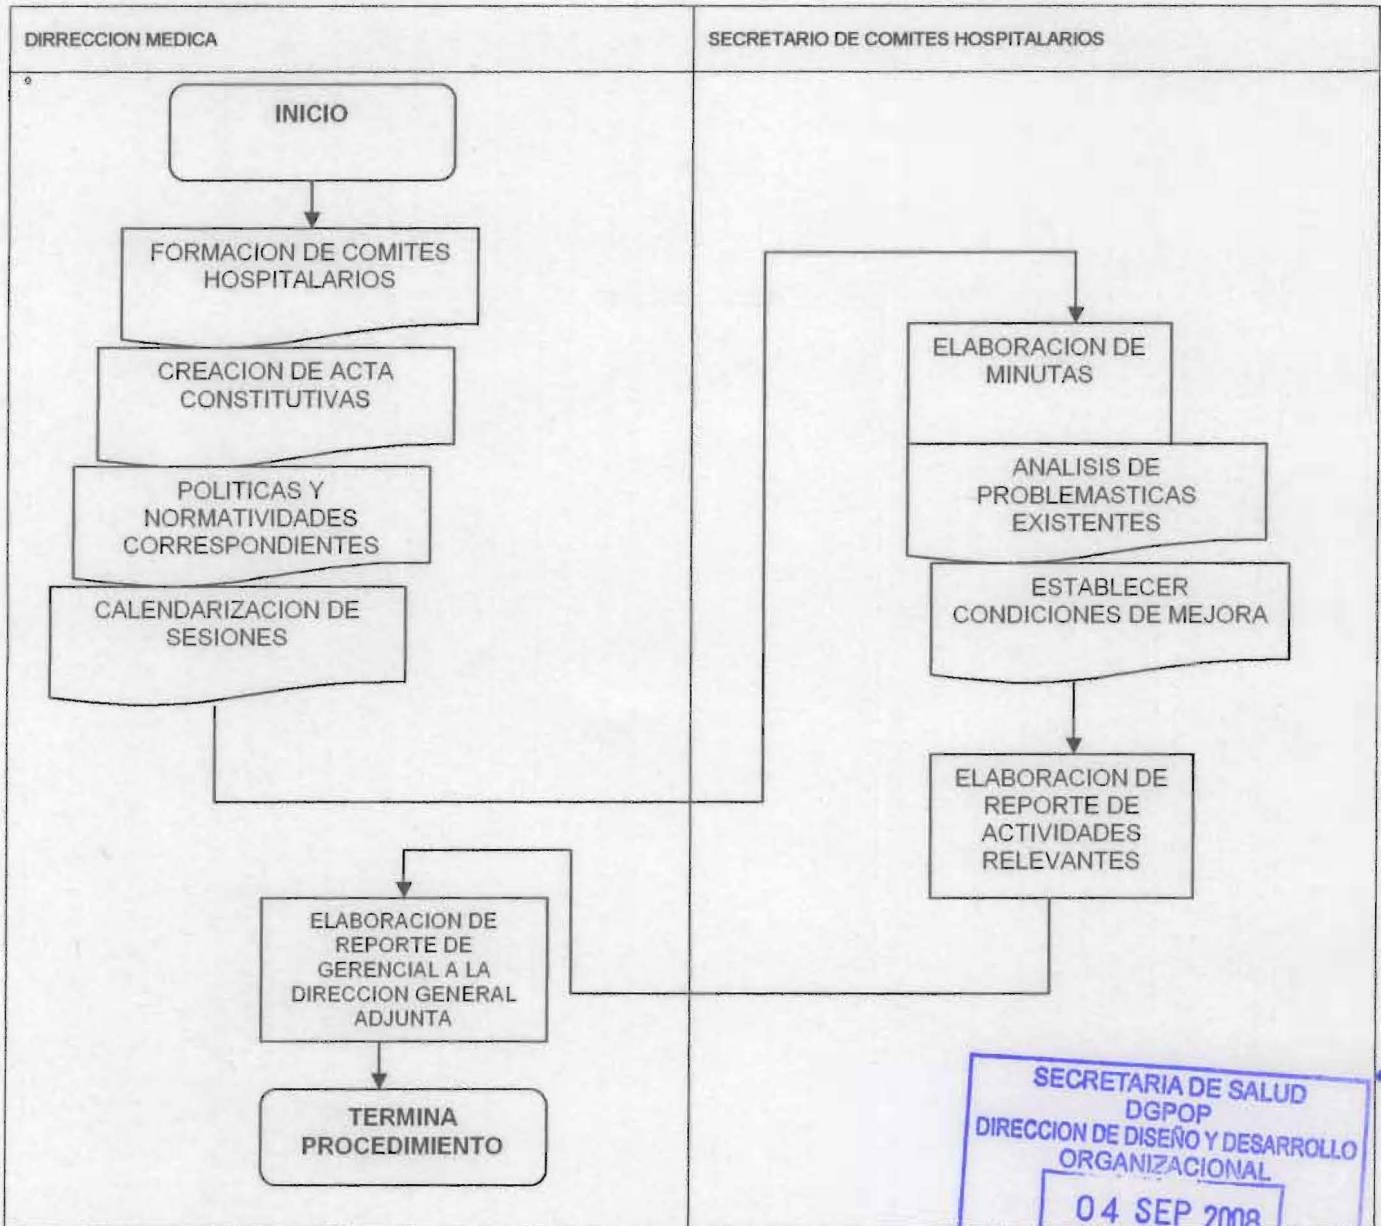 DIRRECCION MEDICA
SECRETARIO DE COMITES HOSPITALARIOS
INICIO
FORMACION DE COMITES
HOSPITALARIOS
CREACION DE ACTA
CONSTITUTIVAS
POLITICAS Y
NORMATIVIDADES
CORRESPONDIENTES
CALENDARIZACION DE
SESIONES
ELABORACION DE
MINUTAS
ANALISIS DE
PROBLEMASTICAS
EXISTENTES
ESTABLECER
CONDICIONES DE MEJORA
ELABORACION DE
REPORTE DE
ACTIVIDADES
RELEVANTES
ELABORACION DE
REPORTE DE
GERENCIAL A LA
DIRECCION GENERAL
ADJUNTA
TERMINA
PROCEDIMIENTO
SECRETARIA DE SALUD
DGPOP
DIRECCION DE DISEÑO Y DESARROLLO
ORGANIZACIONAL
04 SEP 2008